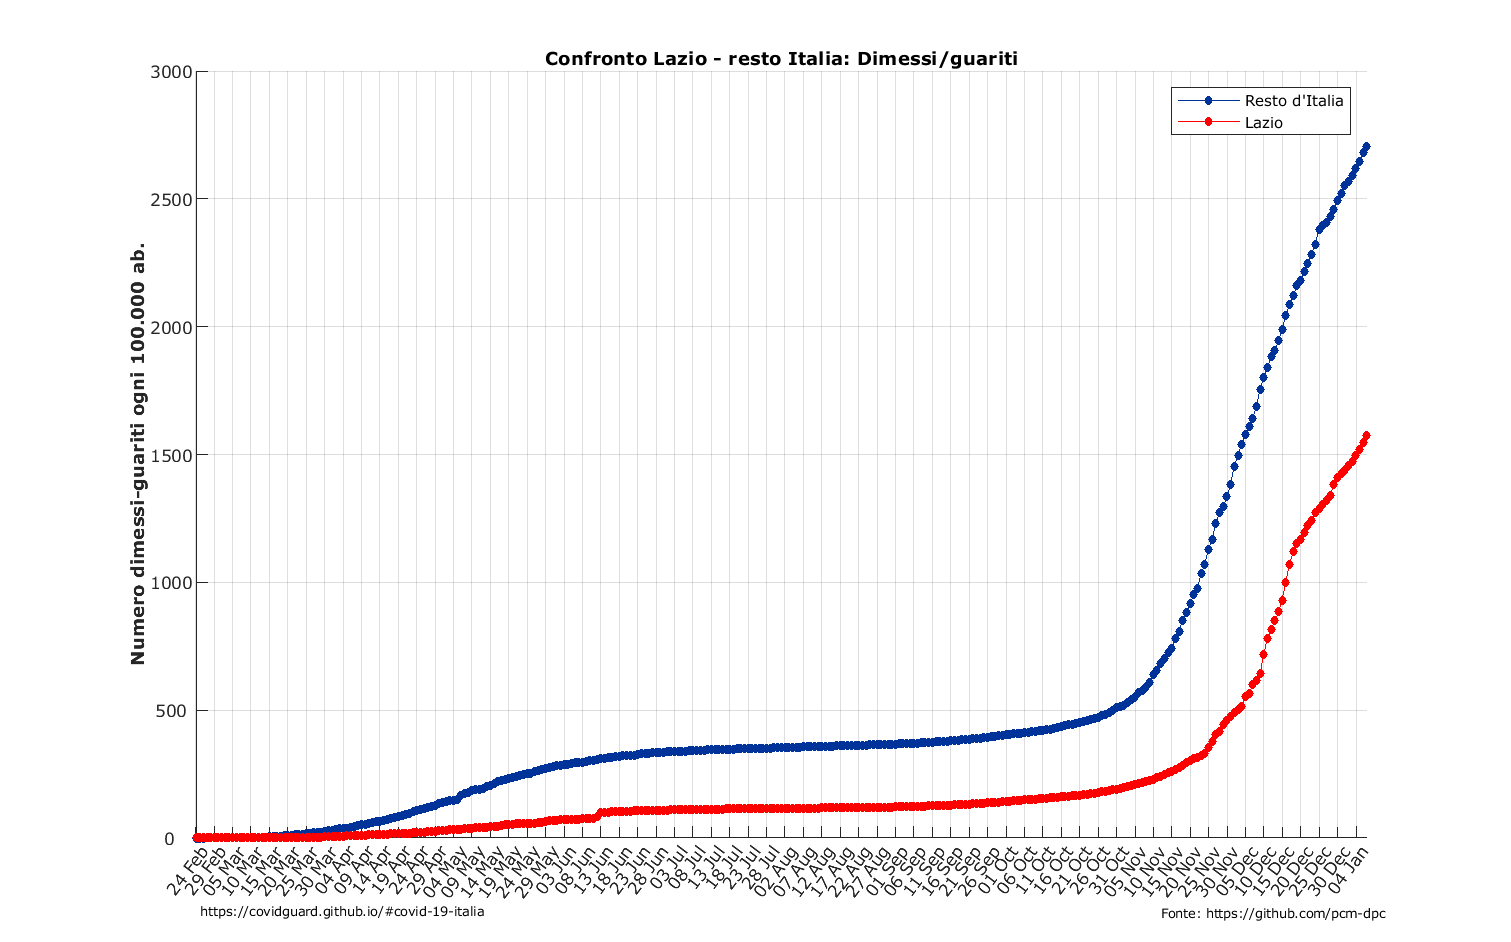 Confronto Lazio - resto Italia: Dimessi/guariti
Numero dimessi-guariti ogni 100.000 ab.
3000
2500
2000
1500
1000
500
0
Resto d'Italia
Lazio
24 Feb
29 Feb
05 Mar
10 Mar
15 Mar
20 Mar
25 Mar
30 Mar
04 Apr
09 Apr
14 Apr
19 Apr
24 Apr
29 Apr
04 May
09 May
14 May
19 May
24 May
29 May
03 Jun
08 Jun
13 Jun
18 Jun
23 Jun
28 Jun
03 Jul
08 Jul
13 Jul
18 Jul
23 Jul
28 Jul
02 Aug
07 Aug
12 Aug
17 Aug
22 Aug
27 Aug
01 Sep
06 Sep
11 Sep
16 Sep
21 Sep
26 Sep
01 Oct
06 Oct
11 Oct
16 Oct
21 Oct
26 Oct
31 Oct
05 Nov
10 Nov
15 Nov
20 Nov
25 Nov
30 Nov
05 Dec
10 Dec
15 Dec
20 Dec
25 Dec
30 Dec
04 Jan
https://covidguard.github.io/#covid-19-italia
Fonte: https://github.com/pcm-dpc